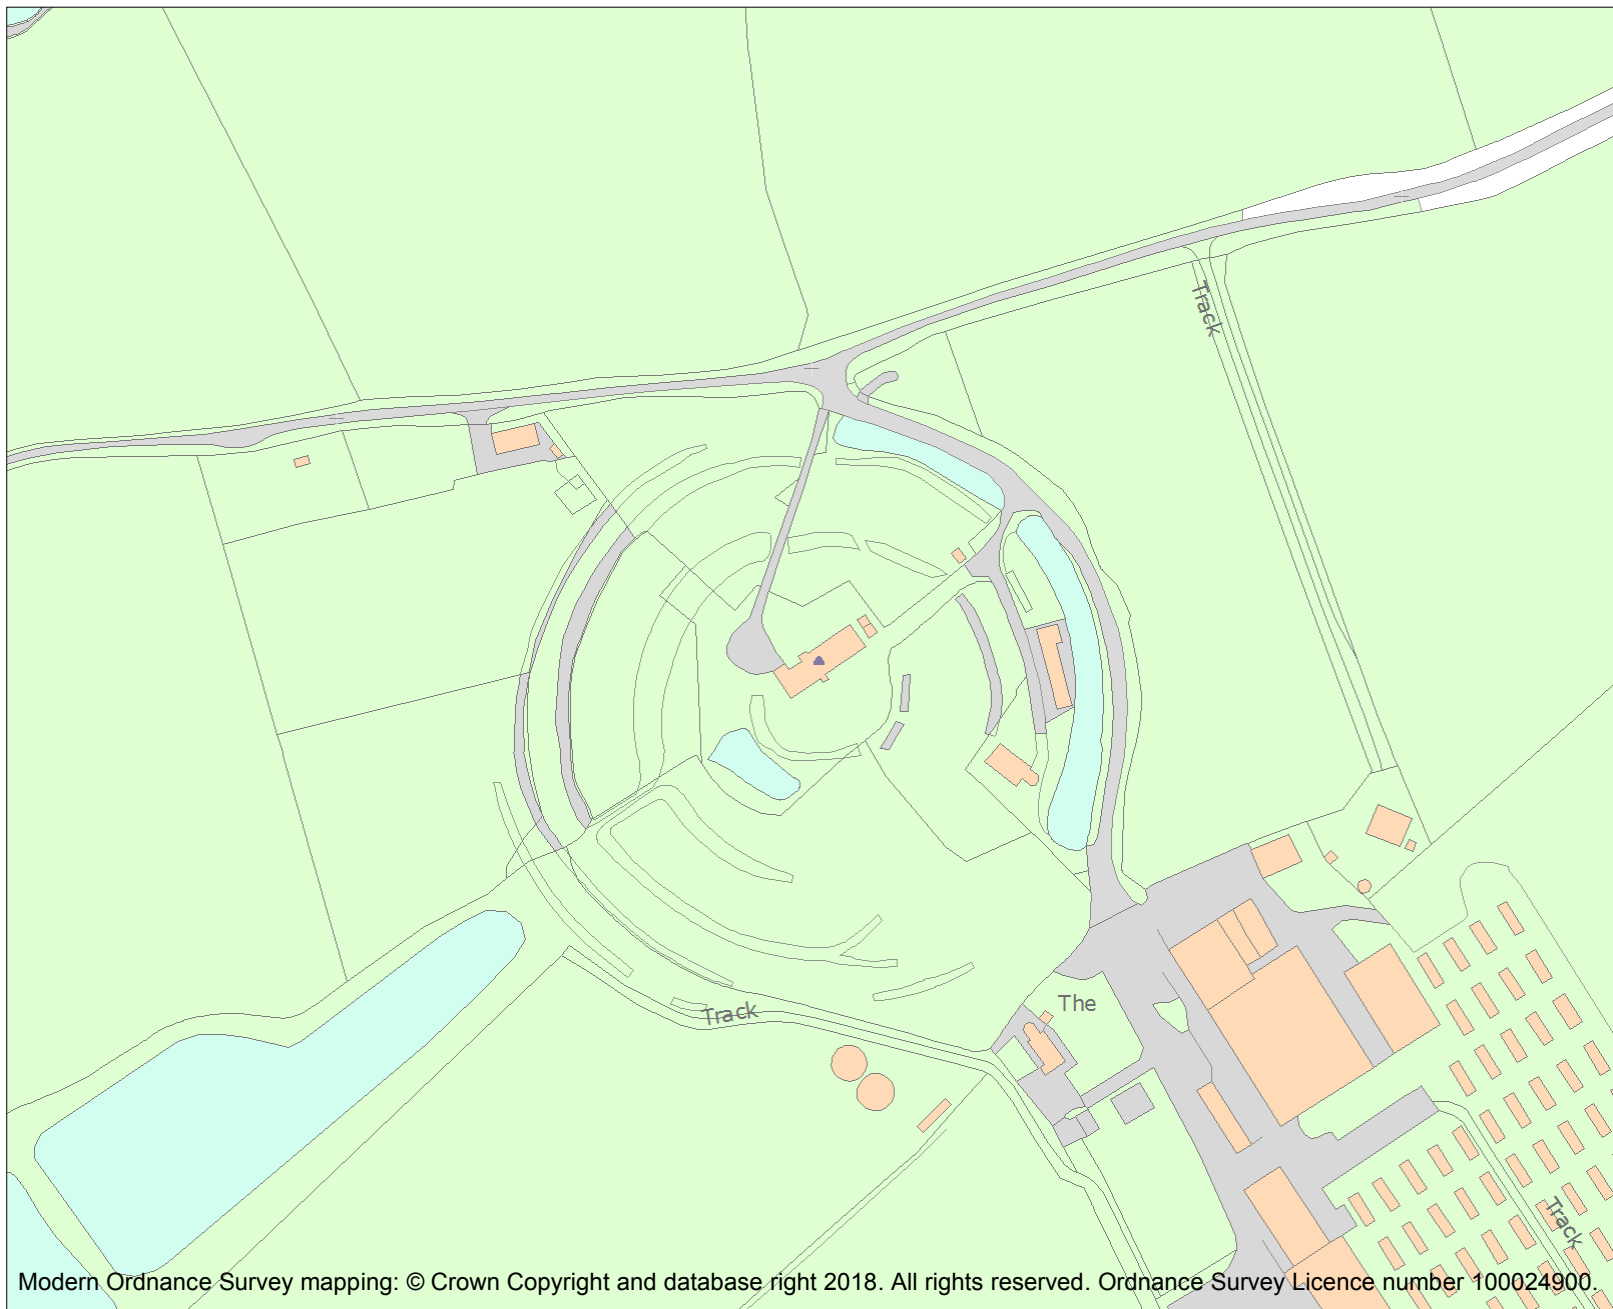 Track
The
Track
Track
Modern Ordnance Survey mapping: © Crown Copyright and database right 2018. All rights reserved. Ordnance Survey Licence number 100024900.